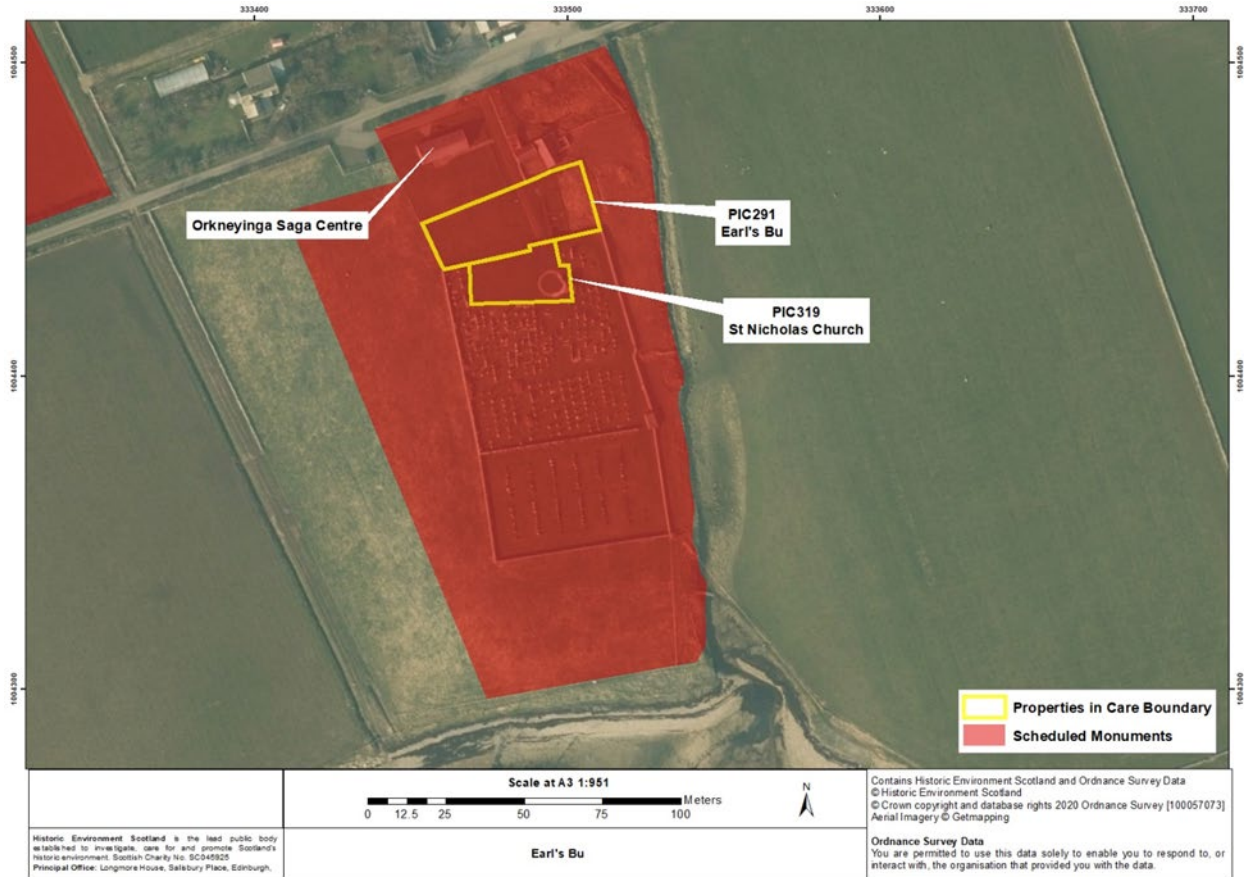 333400
333500
333600
333700
1004500
1004500
Orkneyinga Saga Centre
PIC291
Earl's Bu
PIC319
St Nicholas Church
1004400
1004400
1004300
1004300
Properties in Care Boundary
Scheduled Monuments
Scale at A3 1:951
Meters
0 12.5 25 50 75 100
N
Earl's Bu
Historic Environment Scotland is the lead public body
established to investigate, care for and promote Scotland's
historic environment. Scottish Charity No. SC045925
Principal Office: Longmore House, Salisbury Place, Edinburgh,
Contains Historic Environment Scotland and Ordnance Survey Data
© Historic Environment Scotland
© Crown copyright and database rights 2020 Ordnance Survey [100057073]
Aerial Imagery © Getmapping
Ordnance Survey Data
You are permitted to use this data solely to enable you to respond to, or
interact with, the organisation that provided you with the data.